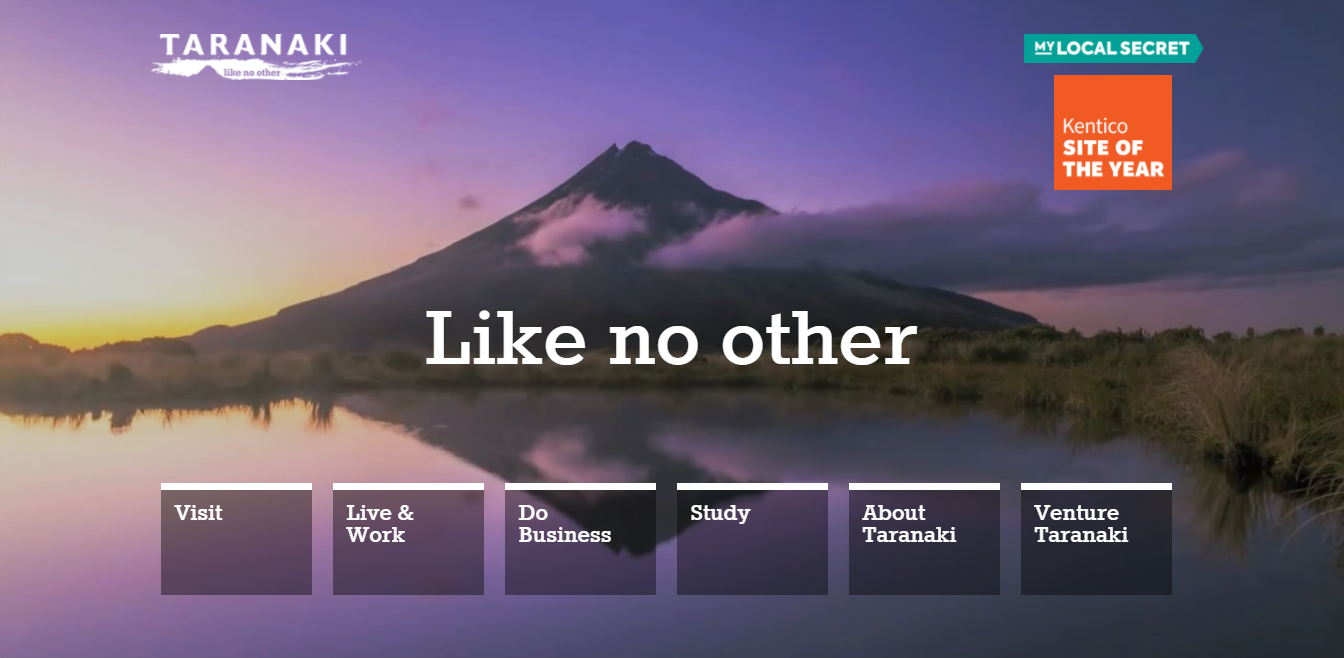 TARANAKI
like no other
MY LOCAL SECRET
Kentico
SITE OF
THE YEAR
Like no other
Visit
Live &
Work
Do
Business
Study
About
Taranaki
Venture
Taranaki